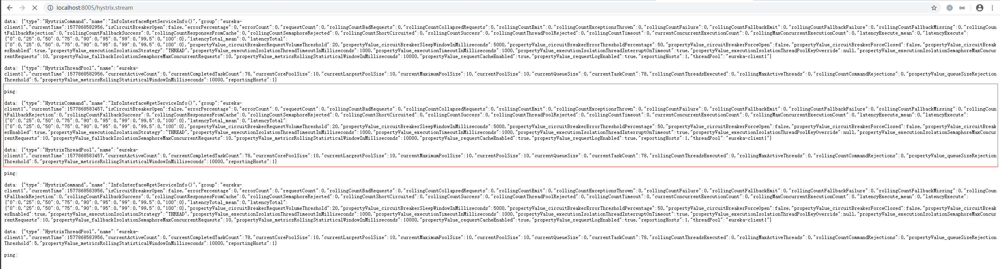 localhost:8005/hystrix.stream
data: {"type":"HystrixCommand","name":"InfoInterface#getServiceInfo()","group":"eureka-
client1","currentTime":1577868582956,"isCircuitBreakerOpen":false,"errorPercentage":0,"errorCount":0,"requestCount":0,"rollingCountBadRequests":0,"rollingCountCollapsedRequests":0,"rollingCountEmit":0,"rollingCountExceptionsThrown":0,"rollingCountFailure":0,"rollingCountFallbackEmit":0,"rollingCountFallbackFailure":0,"rollingCountFallbackMissing":0,"rollingCou
ntFallbackRejection":0,"rollingCountFallbackSuccess":0,"rollingCountResponsesFromCache":0,"rollingCountSemaphoreRejected":0,"rollingCountShortCircuited":0,"rollingCountSuccess":0,"rollingCountThreadPoolRejected":0,"rollingCountTimeout":0,"currentConcurrentExecutionCount":0,"rollingMaxConcurrentExecutionCount":0,"latencyExecute_mean":0,"latencyExecute":
{"0":0,"25":0,"50":0,"75":0,"90":0,"95":0,"99":0,"99.5":0,"100":0},"latencyTotal_mean":0,"latencyTotal":
{"0":0,"25":0,"50":0,"75":0,"90":0,"95":0,"99":0,"99.5":0,"100":0},"propertyValue_circuitBreakerRequestVolumeThreshold":20,"propertyValue_circuitBreakerSleepWindowInMilliseconds":5000,"propertyValue_circuitBreakerErrorThresholdPercentage":50,"propertyValue_circuitBreakerForceOpen":false,"propertyValue_circuitBreakerForceClosed":false,"propertyValue_circuitBreak
erEnabled":true,"propertyValue_executionIsolationStrategy":"THREAD","propertyValue_executionIsolationThreadTimeoutInMilliseconds":1000,"propertyValue_executionTimeoutInMilliseconds":1000,"propertyValue_executionIsolationThreadInterruptOnTimeout":true,"propertyValue_executionIsolationThreadPoolKeyOverride":null,"propertyValue_executionIsolationSemaphoreMaxConcu
rrentRequests":10,"propertyValue_fallbackIsolationSemaphoreMaxConcurrentRequests":10,"propertyValue_metricsRollingStatisticalWindowInMilliseconds":10000,"propertyValue_requestCacheEnabled":true,"propertyValue_requestLogEnabled":true,"reportingHosts":1,"threadPool":"eureka-client1"}
data: {"type":"HystrixThreadPool","name":"eureka-
client1","currentTime":1577868582956,"currentActiveCount":0,"currentCompletedTaskCount":78,"currentCorePoolSize":10,"currentLargestPoolSize":10,"currentMaximumPoolSize":10,"currentPoolSize":10,"currentQueueSize":0,"currentTaskCount":78,"rollingCountThreadsExecuted":0,"rollingMaxActiveThreads":0,"rollingCountCommandRejections":0,"propertyValue_queueSizeRejection
Threshold":5,"propertyValue_metricsRollingStatisticalWindowInMilliseconds":10000,"reportingHosts":1}
ping:
data: {"type":"HystrixCommand","name":"InfoInterface#getServiceInfo()","group":"eureka-
client1","currentTime":1577868583457,"isCircuitBreakerOpen":false,"errorPercentage":0,"errorCount":0,"requestCount":0,"rollingCountBadRequests":0,"rollingCountCollapsedRequests":0,"rollingCountEmit":0,"rollingCountExceptionsThrown":0,"rollingCountFailure":0,"rollingCountFallbackEmit":0,"rollingCountFallbackFailure":0,"rollingCountFallbackMissing":0,"rollingCou
ntFallbackRejection":0,"rollingCountFallbackSuccess":0,"rollingCountResponsesFromCache":0,"rollingCountSemaphoreRejected":0,"rollingCountShortCircuited":0,"rollingCountSuccess":0,"rollingCountThreadPoolRejected":0,"rollingCountTimeout":0,"currentConcurrentExecutionCount":0,"rollingMaxConcurrentExecutionCount":0,"latencyExecute_mean":0,"latencyExecute":
{"0":0,"25":0,"50":0,"75":0,"90":0,"95":0,"99":0,"99.5":0,"100":0},"latencyTotal_mean":0,"latencyTotal":
{"0":0,"25":0,"50":0,"75":0,"90":0,"95":0,"99":0,"99.5":0,"100":0},"propertyValue_circuitBreakerRequestVolumeThreshold":20,"propertyValue_circuitBreakerSleepWindowInMilliseconds":5000,"propertyValue_circuitBreakerErrorThresholdPercentage":50,"propertyValue_circuitBreakerForceOpen":false,"propertyValue_circuitBreakerForceClosed":false,"propertyValue_circuitBreak
erEnabled":true,"propertyValue_executionIsolationStrategy":"THREAD","propertyValue_executionIsolationThreadTimeoutInMilliseconds":1000,"propertyValue_executionTimeoutInMilliseconds":1000,"propertyValue_executionIsolationThreadInterruptOnTimeout":true,"propertyValue_executionIsolationThreadPoolKeyOverride":null,"propertyValue_executionIsolationSemaphoreMaxConcu
rrentRequests":10,"propertyValue_fallbackIsolationSemaphoreMaxConcurrentRequests":10,"propertyValue_metricsRollingStatisticalWindowInMilliseconds":10000,"propertyValue_requestCacheEnabled":true,"propertyValue_requestLogEnabled":true,"reportingHosts":1,"threadPool":"eureka-client1"}
data: {"type":"HystrixThreadPool","name":"eureka-
client1","currentTime":1577868583457,"currentActiveCount":0,"currentCompletedTaskCount":78,"currentCorePoolSize":10,"currentLargestPoolSize":10,"currentMaximumPoolSize":10,"currentPoolSize":10,"currentQueueSize":0,"currentTaskCount":78,"rollingCountThreadsExecuted":0,"rollingMaxActiveThreads":0,"rollingCountCommandRejections":0,"propertyValue_queueSizeRejection
Threshold":5,"propertyValue_metricsRollingStatisticalWindowInMilliseconds":10000,"reportingHosts":1}
ping:
data: {"type":"HystrixCommand","name":"InfoInterface#getServiceInfo()","group":"eureka-
client1","currentTime":1577868583956,"isCircuitBreakerOpen":false,"errorPercentage":0,"errorCount":0,"requestCount":0,"rollingCountBadRequests":0,"rollingCountCollapsedRequests":0,"rollingCountEmit":0,"rollingCountExceptionsThrown":0,"rollingCountFailure":0,"rollingCountFallbackEmit":0,"rollingCountFallbackFailure":0,"rollingCountFallbackMissing":0,"rollingCou
ntFallbackRejection":0,"rollingCountFallbackSuccess":0,"rollingCountResponsesFromCache":0,"rollingCountSemaphoreRejected":0,"rollingCountShortCircuited":0,"rollingCountSuccess":0,"rollingCountThreadPoolRejected":0,"rollingCountTimeout":0,"currentConcurrentExecutionCount":0,"rollingMaxConcurrentExecutionCount":0,"latencyExecute_mean":0,"latencyExecute":
{"0":0,"25":0,"50":0,"75":0,"90":0,"95":0,"99":0,"99.5":0,"100":0},"latencyTotal_mean":0,"latencyTotal":
{"0":0,"25":0,"50":0,"75":0,"90":0,"95":0,"99":0,"99.5":0,"100":0},"propertyValue_circuitBreakerRequestVolumeThreshold":20,"propertyValue_circuitBreakerSleepWindowInMilliseconds":5000,"propertyValue_circuitBreakerErrorThresholdPercentage":50,"propertyValue_circuitBreakerForceOpen":false,"propertyValue_circuitBreakerForceClosed":false,"propertyValue_circuitBreak
erEnabled":true,"propertyValue_executionIsolationStrategy":"THREAD","propertyValue_executionIsolationThreadTimeoutInMilliseconds":1000,"propertyValue_executionTimeoutInMilliseconds":1000,"propertyValue_executionIsolationThreadInterruptOnTimeout":true,"propertyValue_executionIsolationThreadPoolKeyOverride":null,"propertyValue_executionIsolationSemaphoreMaxConcu
rrentRequests":10,"propertyValue_fallbackIsolationSemaphoreMaxConcurrentRequests":10,"propertyValue_metricsRollingStatisticalWindowInMilliseconds":10000,"propertyValue_requestCacheEnabled":true,"propertyValue_requestLogEnabled":true,"reportingHosts":1,"threadPool":"eureka-client1"}
data: {"type":"HystrixThreadPool","name":"eureka-
client1","currentTime":1577868583956,"currentActiveCount":0,"currentCompletedTaskCount":78,"currentCorePoolSize":10,"currentLargestPoolSize":10,"currentMaximumPoolSize":10,"currentPoolSize":10,"currentQueueSize":0,"currentTaskCount":78,"rollingCountThreadsExecuted":0,"rollingMaxActiveThreads":0,"rollingCountCommandRejections":0,"propertyValue_queueSizeRejection
Threshold":5,"propertyValue_metricsRollingStatisticalWindowInMilliseconds":10000,"reportingHosts":1}
ping: